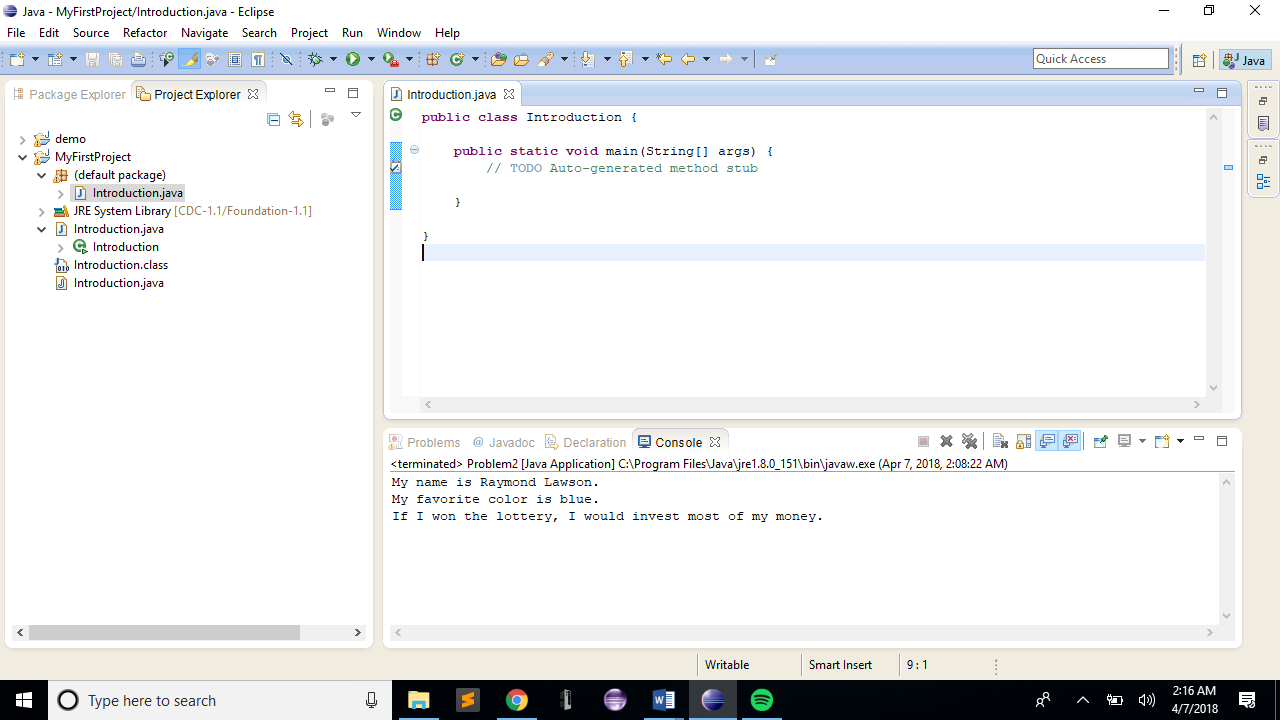 Java - MyFirstProject/Introduction.java - Eclipse
File Edit Source Refactor Navigate Search Project Run Window Help
Quick Access
Java
Package Explorer Project Explorer
demo
MyFirstProject
(default package)
Introduction.java
JRE System Library [CDC-1.1/Foundation-1.1]
Introduction.java
Introduction
Introduction.class
Introduction.java
Introduction.java
public class Introduction {
public static void main(String[] args) {
// TODO Auto-generated method stub
}
}
Problems @ Javadoc Declaration Console
<terminated> Problem2 [Java Application] C:\Program Files\Java\jre1.8.0_151\bin\javaw.exe (Apr 7, 2018, 2:08:22 AM)
My name is Raymond Lawson.
My favorite color is blue.
If I won the lottery, I would invest most of my money.
Writable Smart Insert 9 : 1
Type here to search
2:16 AM
4/7/2018